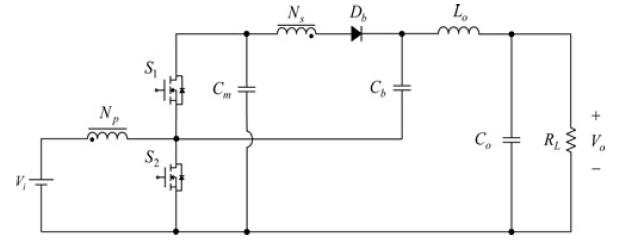 N_s D_b L_o
S_1 C_m C_b
N_p
S_2 C_o R_L + V_o −
V_i